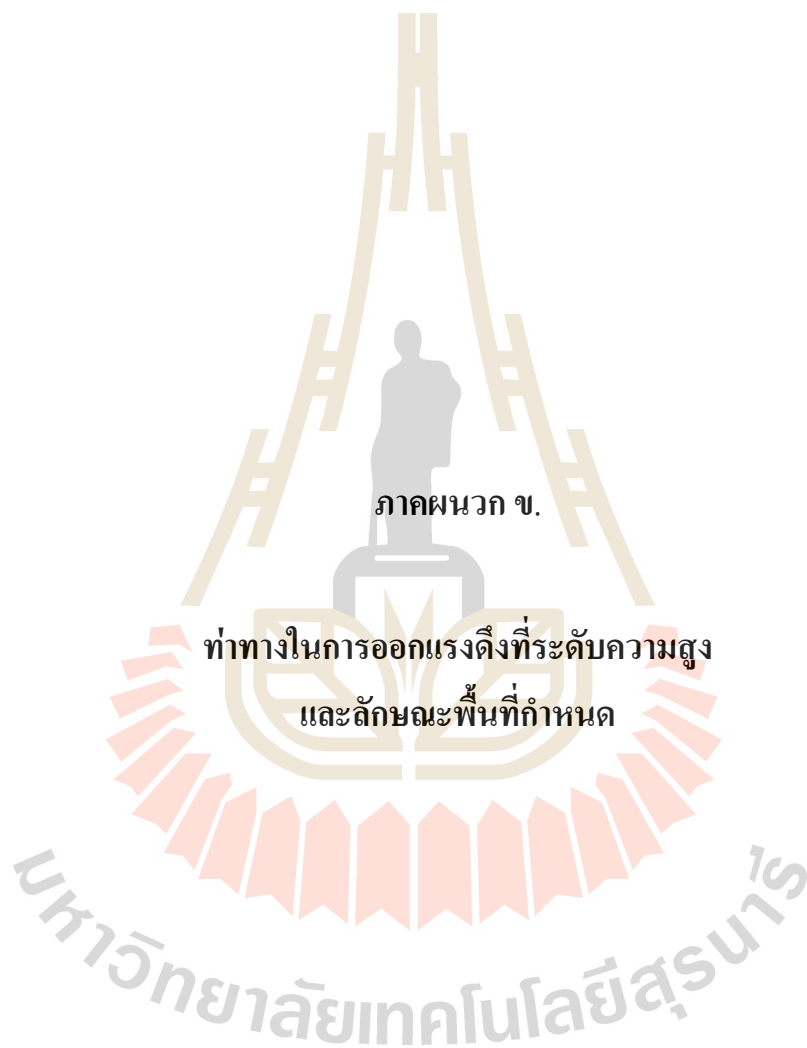 ภาคผนวก ข.
ท่าทางในการออกแรงดึงที่ระดับความสูง
และลักษณะพื้นที่กำหนด
มหาวิทยาลัยเทคโนโลยีสุรนารี